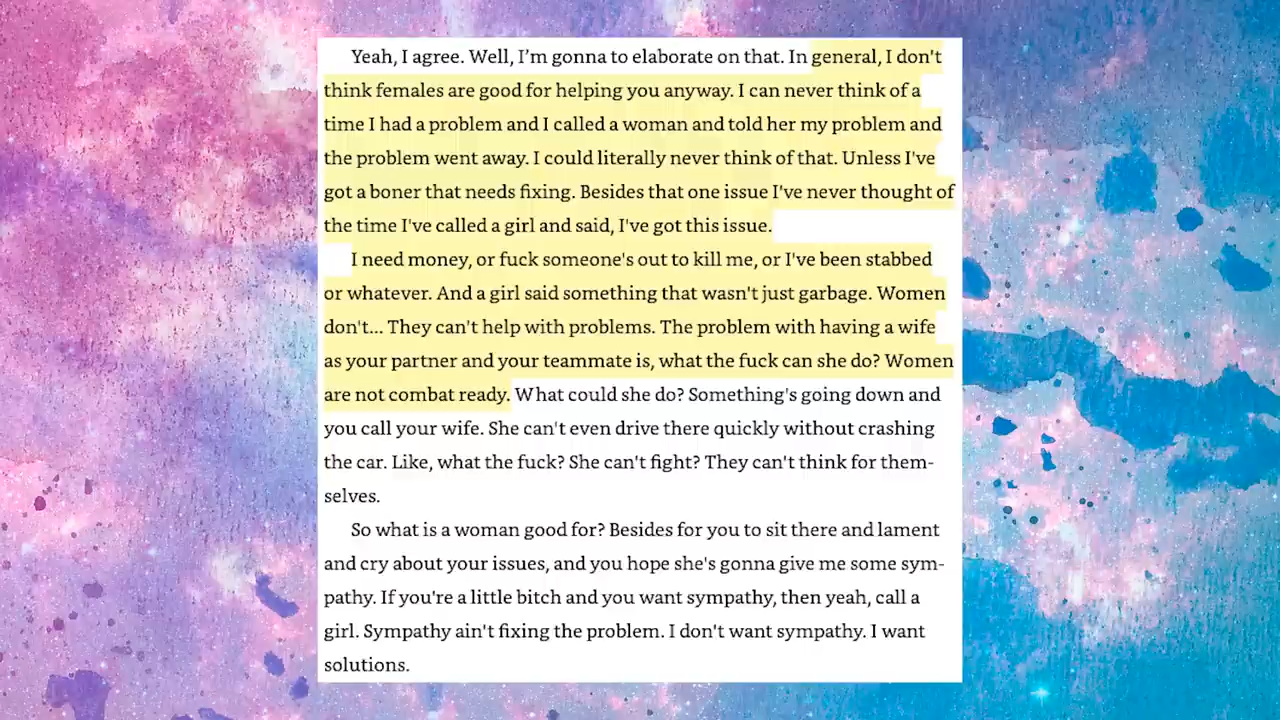 Yeah, I agree. Well, I'm gonna to elaborate on that. In general, I don't
think females are good for helping you anyway. I can never think of a
time I had a problem and I called a woman and told her my problem and
the problem went away. I could literally never think of that. Unless I've
got a boner that needs fixing. Besides that one issue I've never thought of
the time I've called a girl and said, I've got this issue.
I need money, or fuck someone's out to kill me, or I've been stabbed
or whatever. And a girl said something that wasn't just garbage. Women
don't... They can't help with problems. The problem with having a wife
as your partner and your teammate is, what the fuck can she do? Women
are not combat ready. What could she do? Something's going down and
you call your wife. She can't even drive there quickly without crashing
the car. Like, what the fuck? She can't fight? They can't think for them-
selves.
So what is a woman good for? Besides for you to sit there and lament
and cry about your issues, and you hope she's gonna give me some sym-
pathy. If you're a little bitch and you want sympathy, then yeah, call a
girl. Sympathy ain't fixing the problem. I don't want sympathy. I want
solutions.